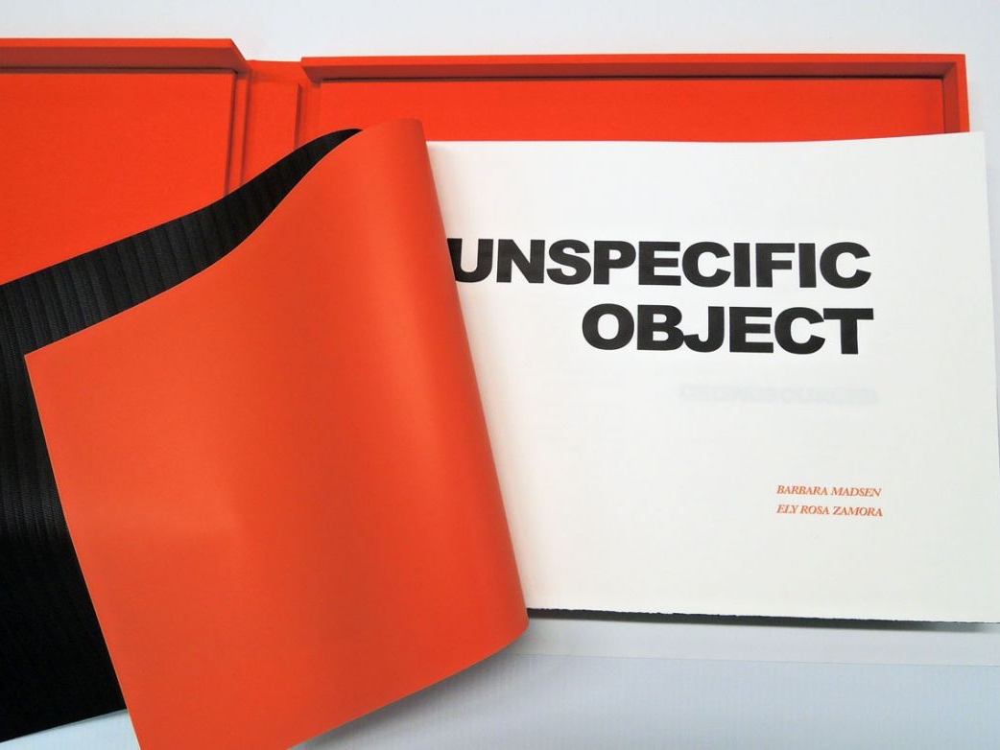 UNSPECIFIC
OBJECT
BARBARA MADSEN
ELY ROSA ZAMORA